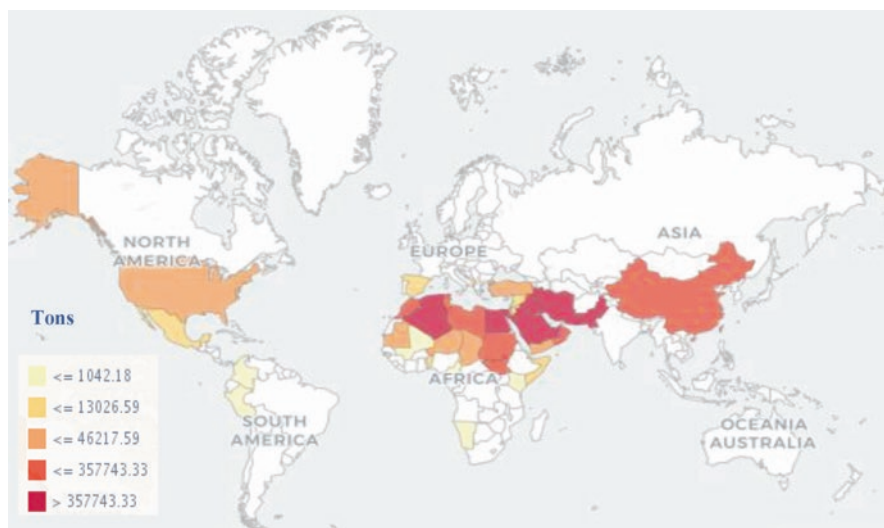 NORTH
AMERICA
EUROPE
ASIA
AFRICA
SOUTH
AMERICA
OCEANIA
AUSTRALIA
Tons
<= 1042.18
<= 13026.59
<= 46217.59
<= 357743.33
> 357743.33